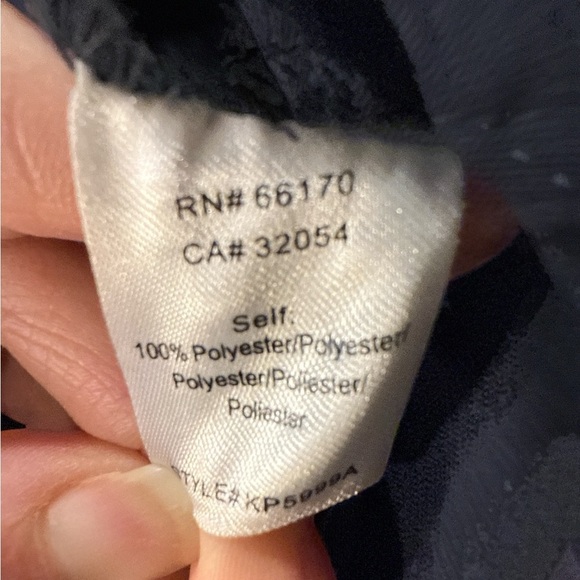 RN# 66170
CA# 32054
Self:
100% Polyester/Polyester/
Polyester/Poliester/
Poliester
STYLE# KP5999A